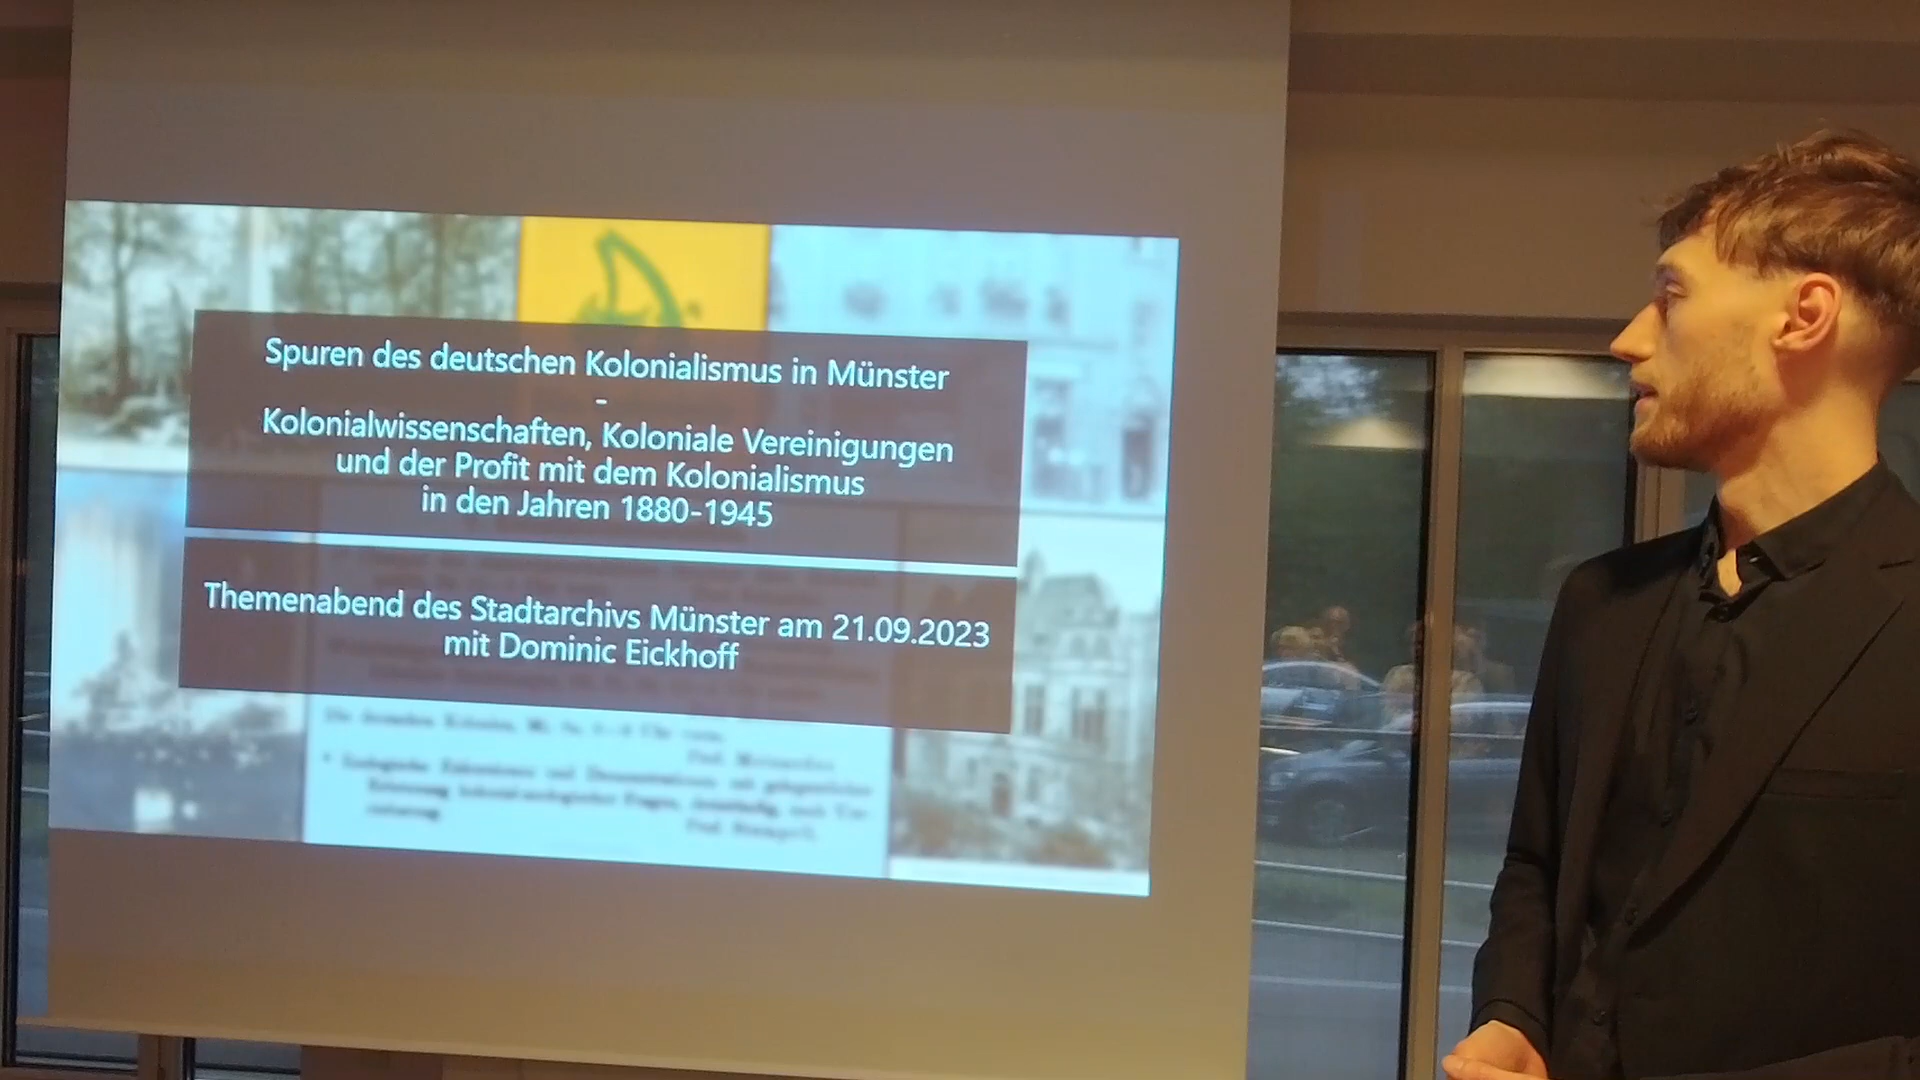 Spuren des deutschen Kolonialismus in Münster
-
Kolonialwissenschaften, Koloniale Vereinigungen
und der Profit mit dem Kolonialismus
in den Jahren 1880-1945
Themenabend des Stadtarchivs Münster am 21.09.2023
mit Dominic Eickhoff